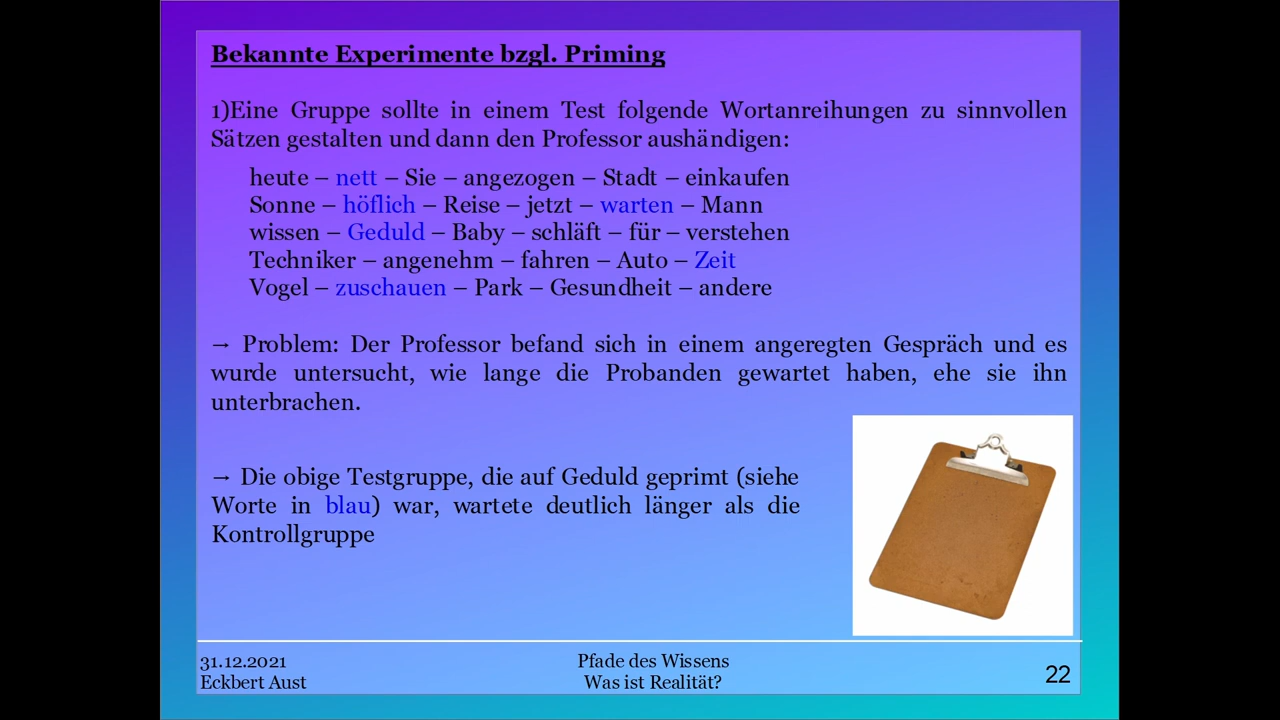 Bekannte Experimente bzgl. Priming
1)Eine Gruppe sollte in einem Test folgende Wortanreihungen zu sinnvollen
Sätzen gestalten und dann den Professor aushändigen:
heute – nett – Sie – angezogen – Stadt – einkaufen
Sonne – höflich – Reise – jetzt – warten – Mann
wissen – Geduld – Baby – schläft – für – verstehen
Techniker – angenehm – fahren – Auto – Zeit
Vogel – zuschauen – Park – Gesundheit – andere
→ Problem: Der Professor befand sich in einem angeregten Gespräch und es
wurde untersucht, wie lange die Probanden gewartet haben, ehe sie ihn
unterbrachen.
→ Die obige Testgruppe, die auf Geduld geprimt (siehe
Worte in blau) war, wartete deutlich länger als die
Kontrollgruppe
31.12.2021
Eckbert Aust
Pfade des Wissens
Was ist Realität?
22